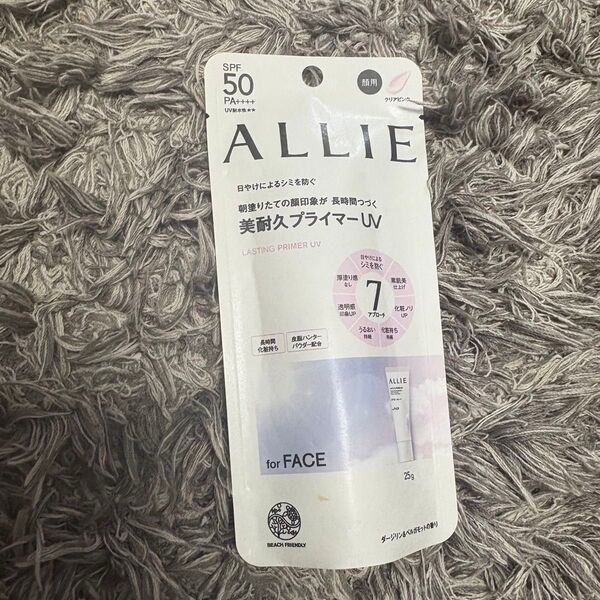 SPF
50
PA++++
UV耐水性★★
顔用
クリアピンク
ALLIE
日やけによるシミを防ぐ
朝塗りたての顔印象が 長時間つづく
美耐久プライマーUV
LASTING PRIMER UV
日やけによる
シミを防ぐ
素肌美
仕上げ
化粧ノリ
UP
化粧持ち
持続
うるおい
持続
透明感
印象UP
厚塗り感
なし
7
アプローチ
長時間
化粧持ち
皮脂ハンター
パウダー配合
ALLIE
for FACE
25g
BEACH FRIENDLY
ダージリン&ベルガモットの香り